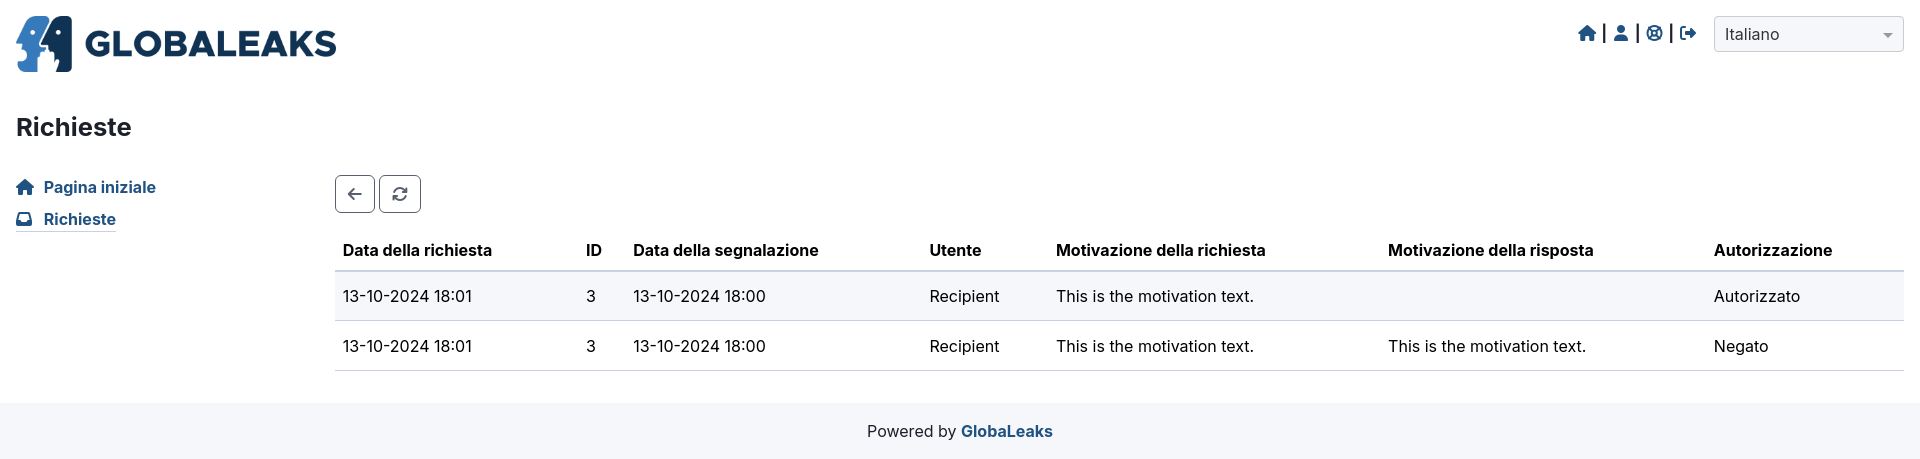 GLOBALEAKS
| | |
Italiano
Richieste
Pagina iniziale
Richieste
Data della richiesta ID Data della segnalazione Utente Motivazione della richiesta Motivazione della risposta Autorizzazione
13-10-2024 18:01 3 13-10-2024 18:00 Recipient This is the motivation text. Autorizzato
13-10-2024 18:01 3 13-10-2024 18:00 Recipient This is the motivation text. This is the motivation text. Negato
Powered by GlobaLeaks